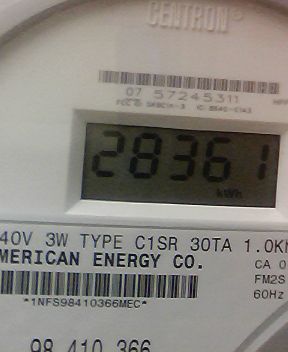 CENTRON®
07 57245311
28361
kWh
40V 3W TYPE C1SR 30TA 1.0Kh
MERICAN ENERGY CO.
CA 0
FM2S
*1NFS98410366MEC*
60Hz
98 410 366